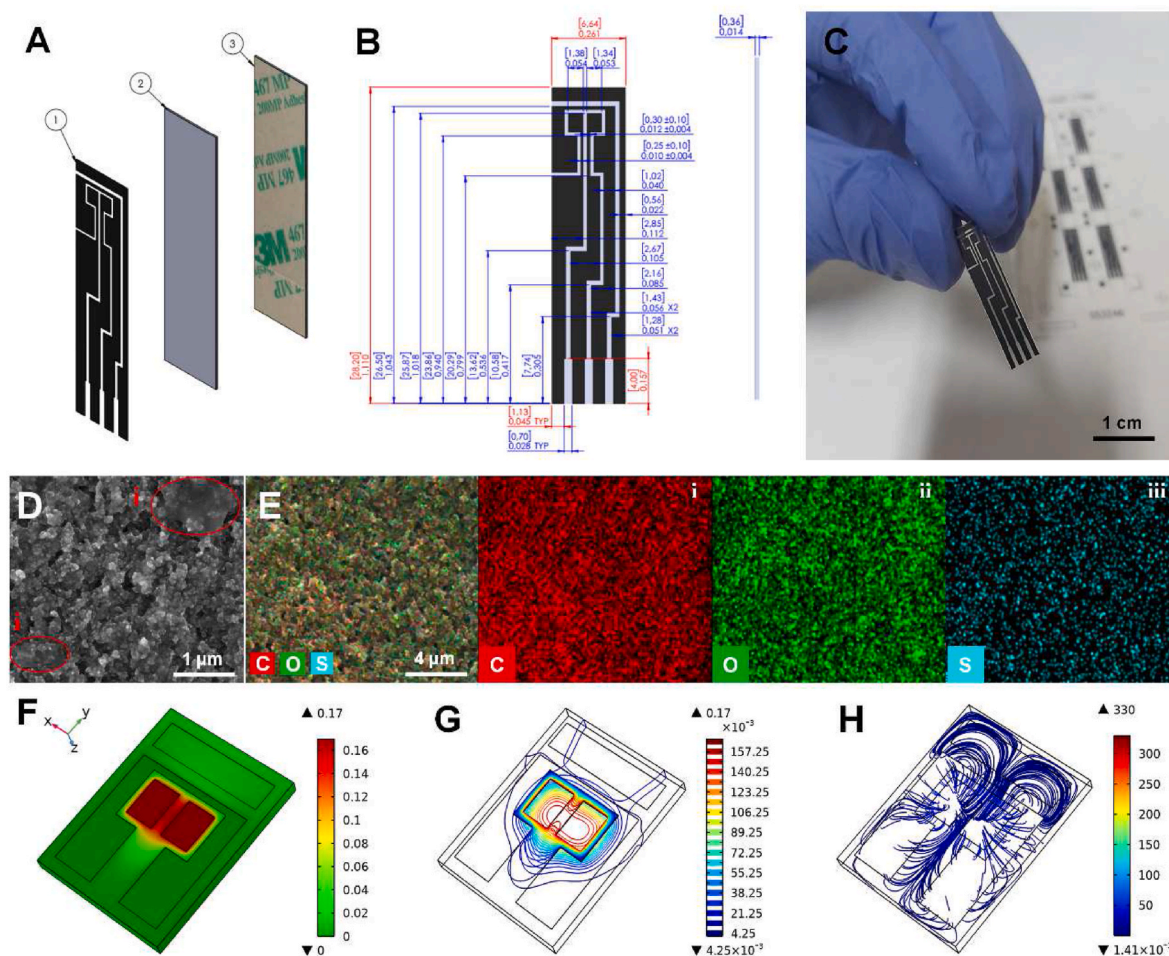 A
1
2
3
467 MP
200MP Adhesive
467 MP
3M
B
[6,64]
0,261
[1,38]
0,054
[1,34]
0,053
[0,36]
0,014
[0,30 ±0,10]
0,012 ±0,004
[0,25 ±0,10]
0,010 ±0,004
[1,02]
0,040
[0,56]
0,022
[2,85]
0,112
[2,67]
0,105
[2,16]
0,085
[1,43]
0,056 X2
[1,28]
0,051 X2
[28,20]
1,110
[26,50]
1,043
[25,87]
1,018
[23,86]
0,940
[20,29]
0,799
[13,62]
0,536
[10,58]
0,417
[7,74]
0,305
[4,00]
0,157
[1,13]
0,045 TYP
[0,70]
0,028 TYP
C
1 cm
D
i
i
1 µm
E
C O S
4 µm
i
C
ii
O
iii
S
F
x
y
z
▲ 0.17
0.16
0.14
0.12
0.1
0.08
0.06
0.04
0.02
0
▼ 0
G
▲ 0.17
×10⁻³
157.25
140.25
123.25
106.25
89.25
72.25
55.25
38.25
21.25
4.25
▼ 4.25×10⁻³
H
▲ 330
300
250
200
150
100
50
▼ 1.41×10⁻³